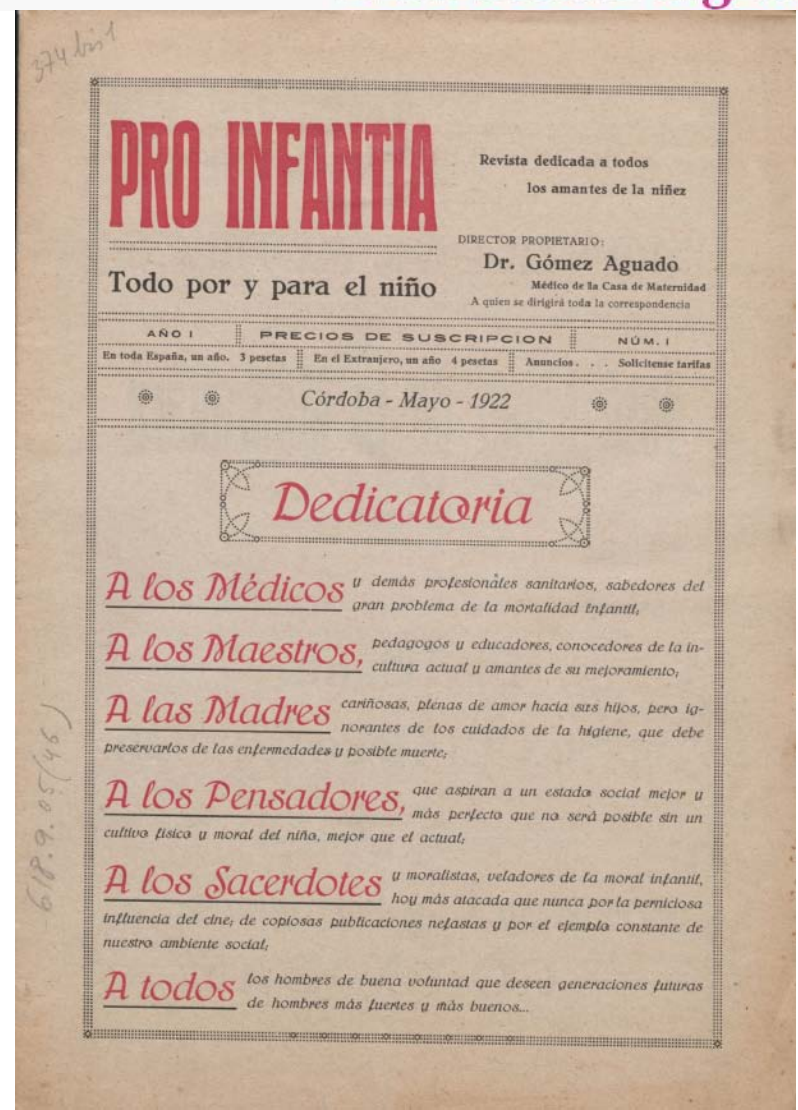 374 bis 1
PRO INFANTIA
Revista dedicada a todos
los amantes de la niñez
DIRECTOR PROPIETARIO:
Dr. Gómez Aguado
Médico de la Casa de Maternidad
A quien se dirigirá toda la correspondencia
Todo por y para el niño
AÑO I PRECIOS DE SUSCRIPCION NÚM. I
En toda España, un año. 3 pesetas En el Extranjero, un año 4 pesetas Anuncios. . . Solicitense tarifas
Córdoba - Mayo - 1922
Dedicatoria
A los Médicos y demás profesionales sanitarios, sabedores del
gran problema de la mortalidad infantil;
A los Maestros, pedagogos y educadores, conocedores de la in-
cultura actual y amantes de su mejoramiento;
A las Madres cariñosas, plenas de amor hacia sus hijos, pero ig-
norantes de los cuidados de la higiene, que debe
preservarlos de las enfermedades y posible muerte;
A los Pensadores, que aspiran a un estado social mejor y
más perfecto que no será posible sin un
cultivo físico y moral del niño, mejor que el actual;
A los Sacerdotes y moralistas, veladores de la moral infantil,
hoy más atacada que nunca por la perniciosa
influencia del cine; de copiosas publicaciones nefastas y por el ejemplo constante de
nuestro ambiente social;
A todos los hombres de buena voluntad que deseen generaciones futuras
de hombres más fuertes y más buenos...
618.9.05(46)